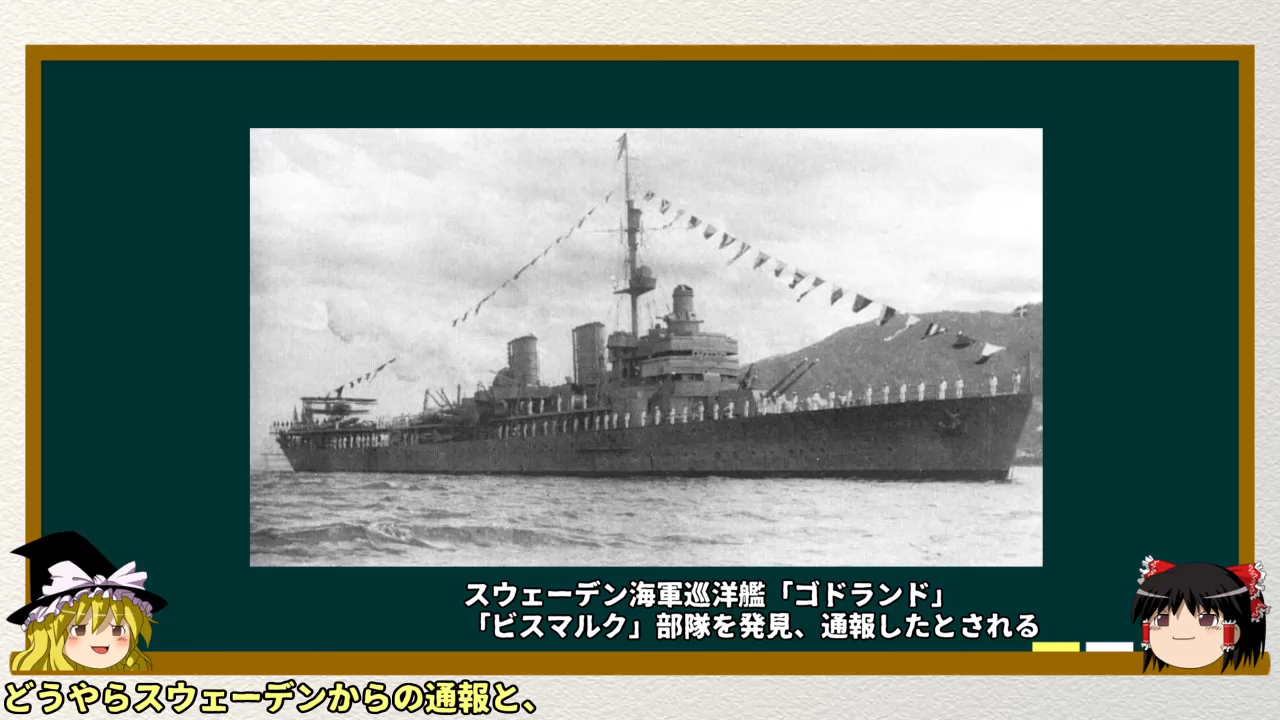 スウェーデン海軍巡洋艦「ゴドランド」
「ビスマルク」部隊を発見、通報したとされる
どうやらスウェーデンからの通報と、